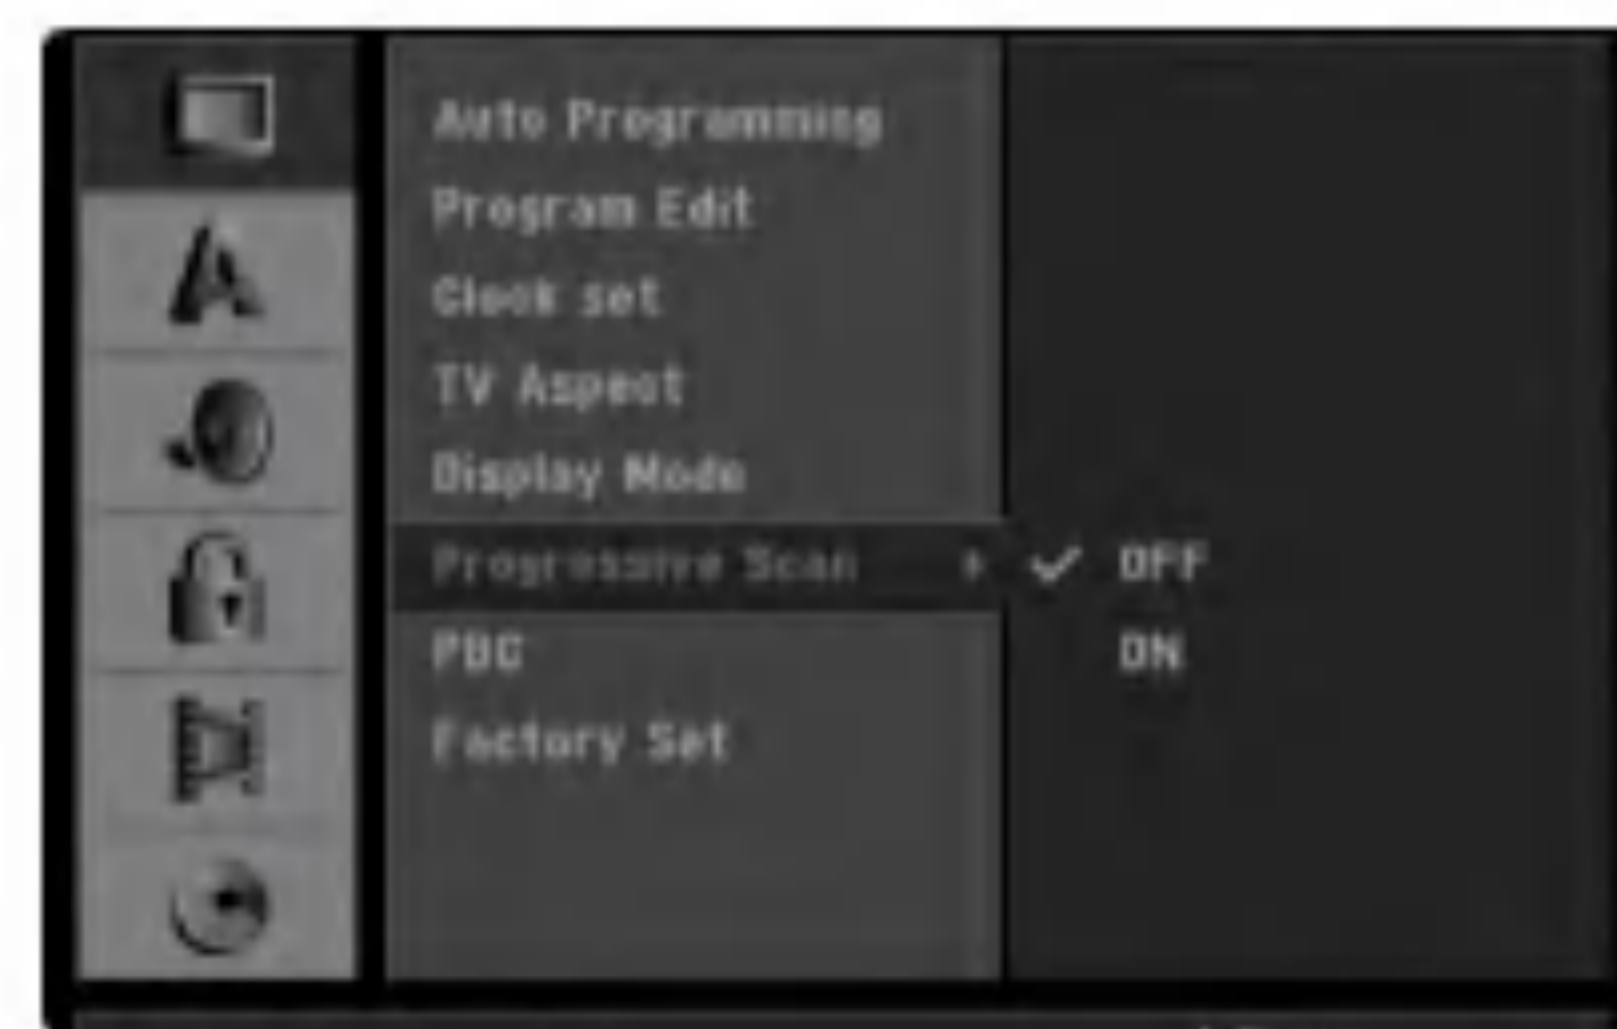 Auto Programming
Program Edit
Clock set
TV Aspect
Display Mode
Progressive Scan
OFF
PBC
ON
Factory Set